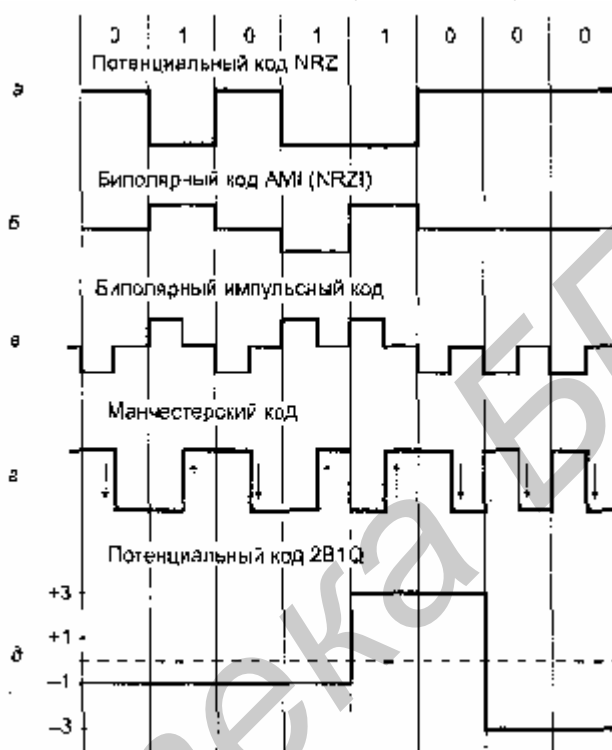 0 1 0 1 1 0 0 0
Потенциальный код NRZ
а
Биполярный код AMI (NRZI)
б
Биполярный импульсный код
в
Манчестерский код
г
Потенциальный код 2B1Q
+3
+1
д
–1
–3